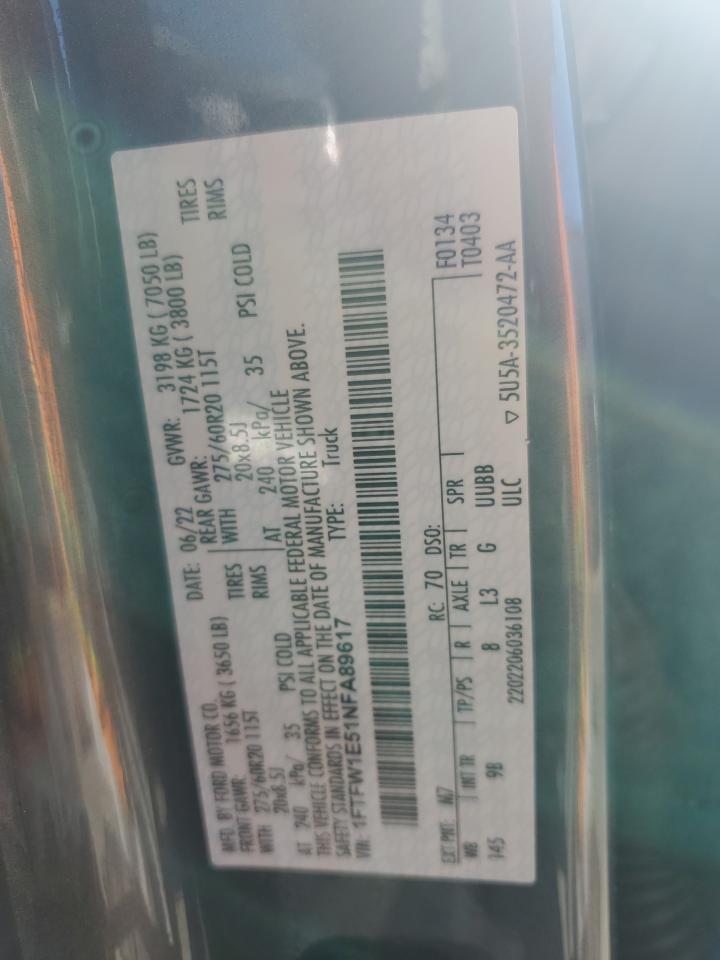 MFD. BY FORD MOTOR CO. DATE: 06/22 GVWR: 3198 KG ( 7050 LB)
FRONT GAWR: 1656 KG ( 3650 LB) REAR GAWR: 1724 KG ( 3800 LB)
WITH 275/60R20 115T TIRES WITH 275/60R20 115T TIRES
20x8.5J RIMS 20x8.5J RIMS
AT 240 kPa/ 35 PSI COLD AT 240 kPa/ 35 PSI COLD
THIS VEHICLE CONFORMS TO ALL APPLICABLE FEDERAL MOTOR VEHICLE
SAFETY STANDARDS IN EFFECT ON THE DATE OF MANUFACTURE SHOWN ABOVE.
VIN: 1FTFW1E51NFA89617 TYPE: Truck
F0134
EXT PNT: M7 RC: 70 DSO: T0403
WB INT TR TP/PS R AXLE TR SPR
145 9B 8 L3 G UUBB
2202206036108 ULC ▽ 5U5A-3520472-AA